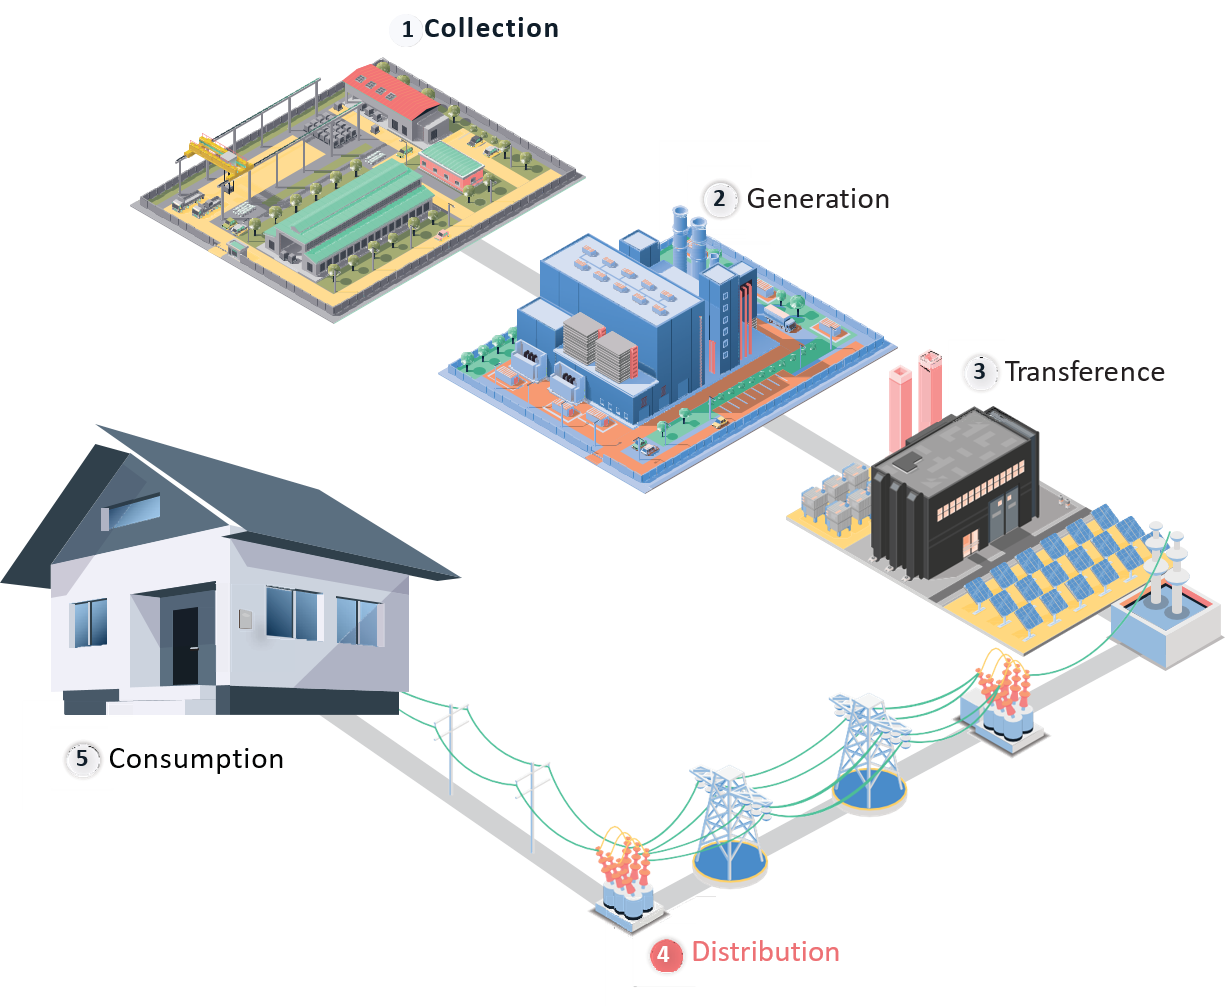 1 Collection
2 Generation
3 Transference
5 Consumption
4 Distribution